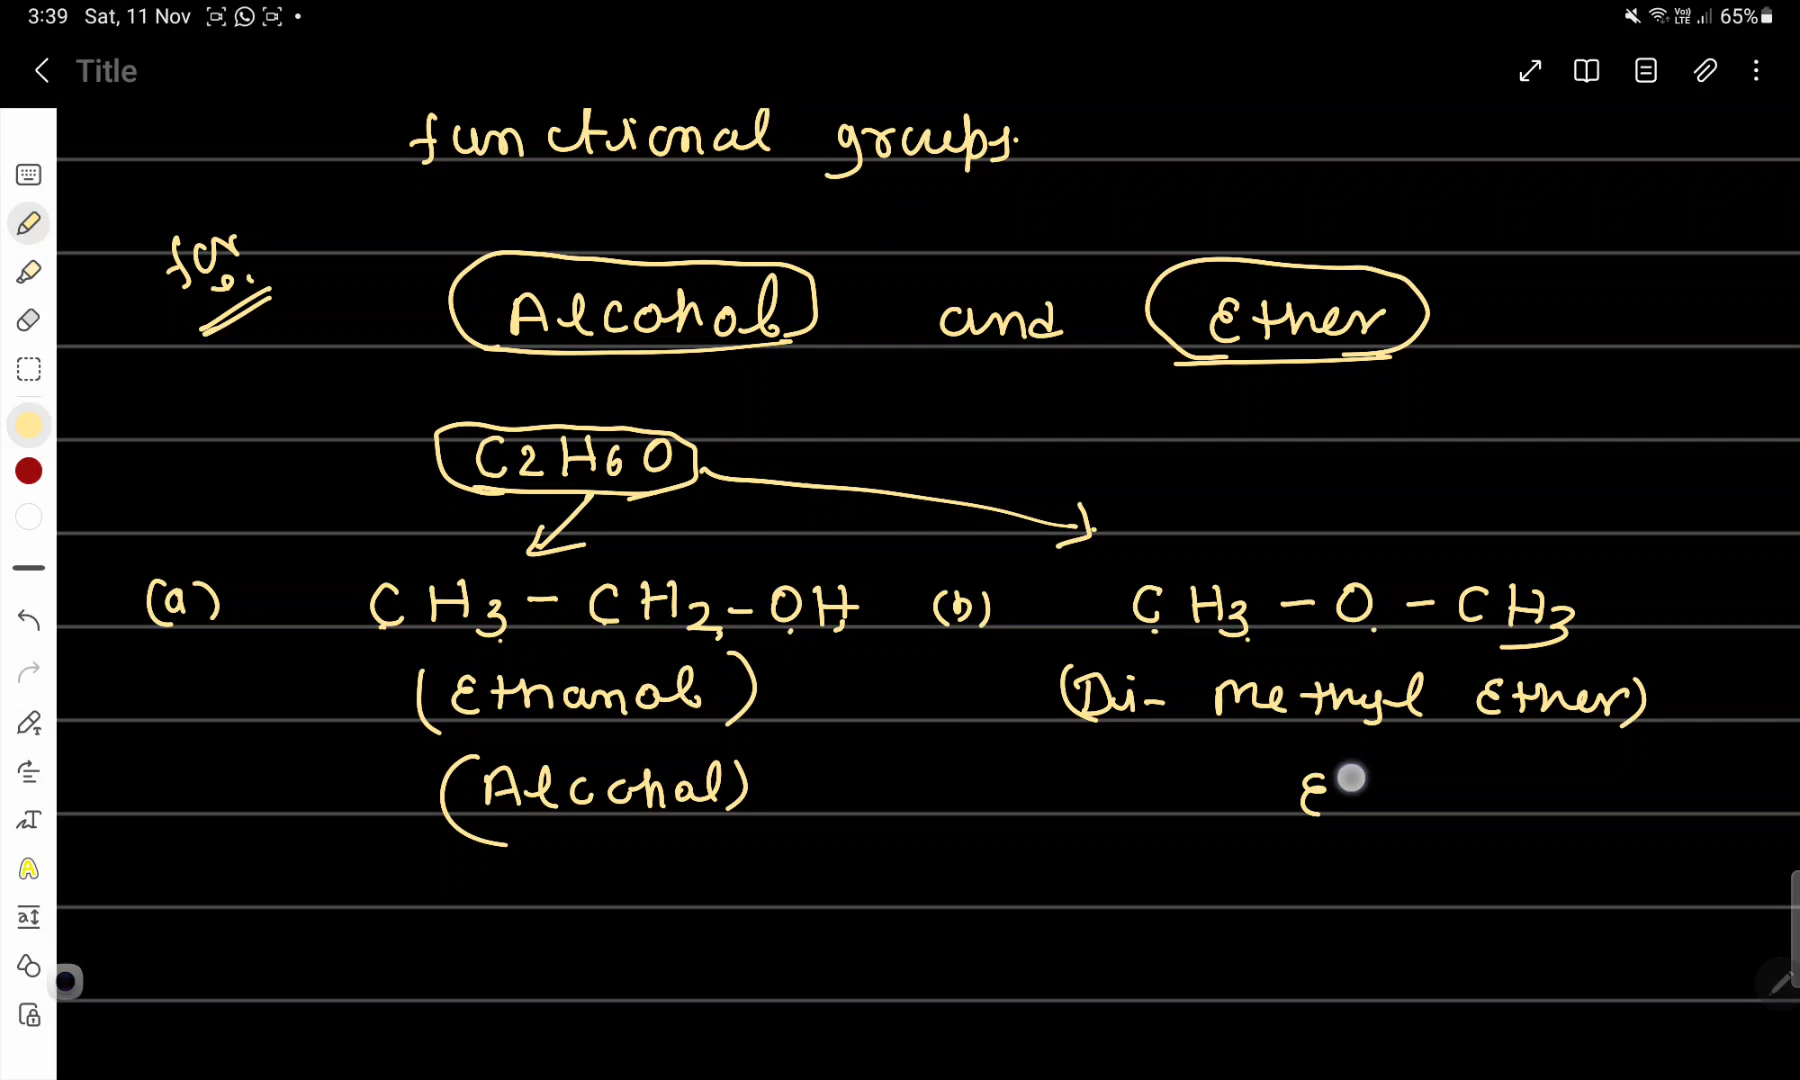 3:39 Sat, 11 Nov 65%
Title
functional groups.
for e.
Alcohol and Ether
C2H6O
(a) CH3 - CH2 - OH (b) CH3 - O - CH3
(Ethanol) (Di- Methyl Ether)
(Alcohol) E